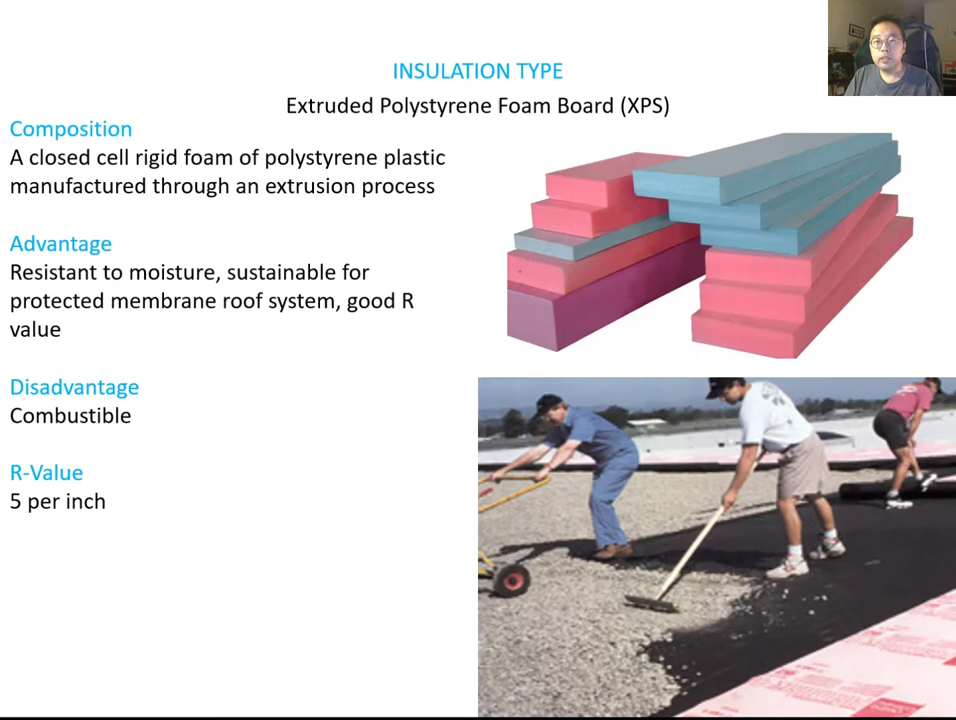 INSULATION TYPE
Extruded Polystyrene Foam Board (XPS)
Composition
A closed cell rigid foam of polystyrene plastic
manufactured through an extrusion process
Advantage
Resistant to moisture, sustainable for
protected membrane roof system, good R
value
Disadvantage
Combustible
R-Value
5 per inch